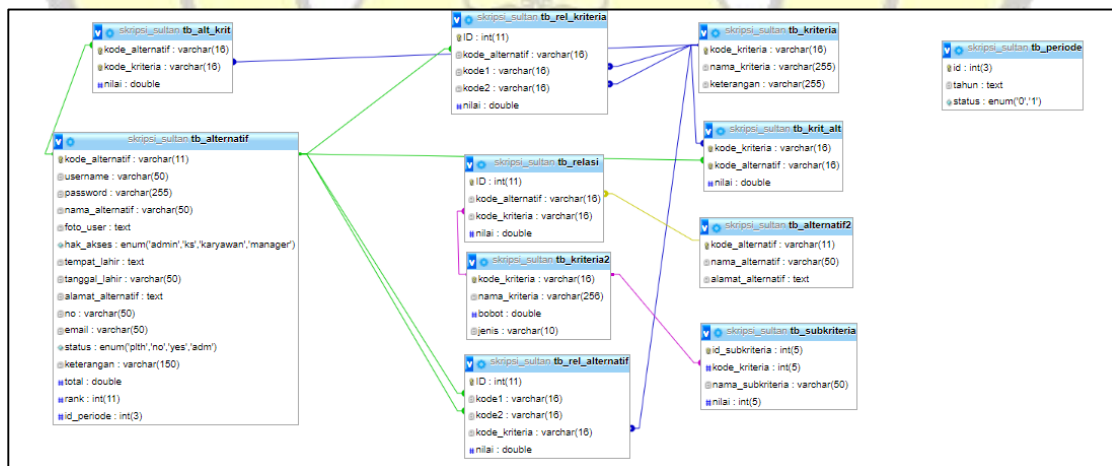 skripsi_sultan tb_alt_krit
kode_alternatif : varchar(16)
kode_kriteria : varchar(16)
nilai : double
skripsi_sultan tb_rel_kriteria
ID : int(11)
kode_alternatif : varchar(16)
kode1 : varchar(16)
kode2 : varchar(16)
nilai : double
skripsi_sultan tb_kriteria
kode_kriteria : varchar(16)
nama_kriteria : varchar(255)
keterangan : varchar(255)
skripsi_sultan tb_periode
id : int(3)
tahun : text
status : enum('0','1')
skripsi_sultan tb_alternatif
kode_alternatif : varchar(11)
username : varchar(50)
password : varchar(255)
nama_alternatif : varchar(50)
foto_user : text
hak_akses : enum('admin','ks','karyawan','manager')
tempat_lahir : text
tanggal_lahir : varchar(50)
alamat_alternatif : text
no : varchar(50)
email : varchar(50)
status : enum('plth','no','yes','adm')
keterangan : varchar(150)
total : double
rank : int(11)
id_periode : int(3)
skripsi_sultan tb_relasi
ID : int(11)
kode_alternatif : varchar(16)
kode_kriteria : varchar(16)
nilai : double
skripsi_sultan tb_krit_alt
kode_kriteria : varchar(16)
kode_alternatif : varchar(16)
nilai : double
skripsi_sultan tb_kriteria2
kode_kriteria : varchar(16)
nama_kriteria : varchar(256)
bobot : double
jenis : varchar(10)
skripsi_sultan tb_alternatif2
kode_alternatif : varchar(11)
nama_alternatif : varchar(50)
alamat_alternatif : text
skripsi_sultan tb_rel_alternatif
ID : int(11)
kode1 : varchar(16)
kode2 : varchar(16)
kode_kriteria : varchar(16)
nilai : double
skripsi_sultan tb_subkriteria
id_subkriteria : int(5)
kode_kriteria : int(5)
nama_subkriteria : varchar(50)
nilai : int(5)